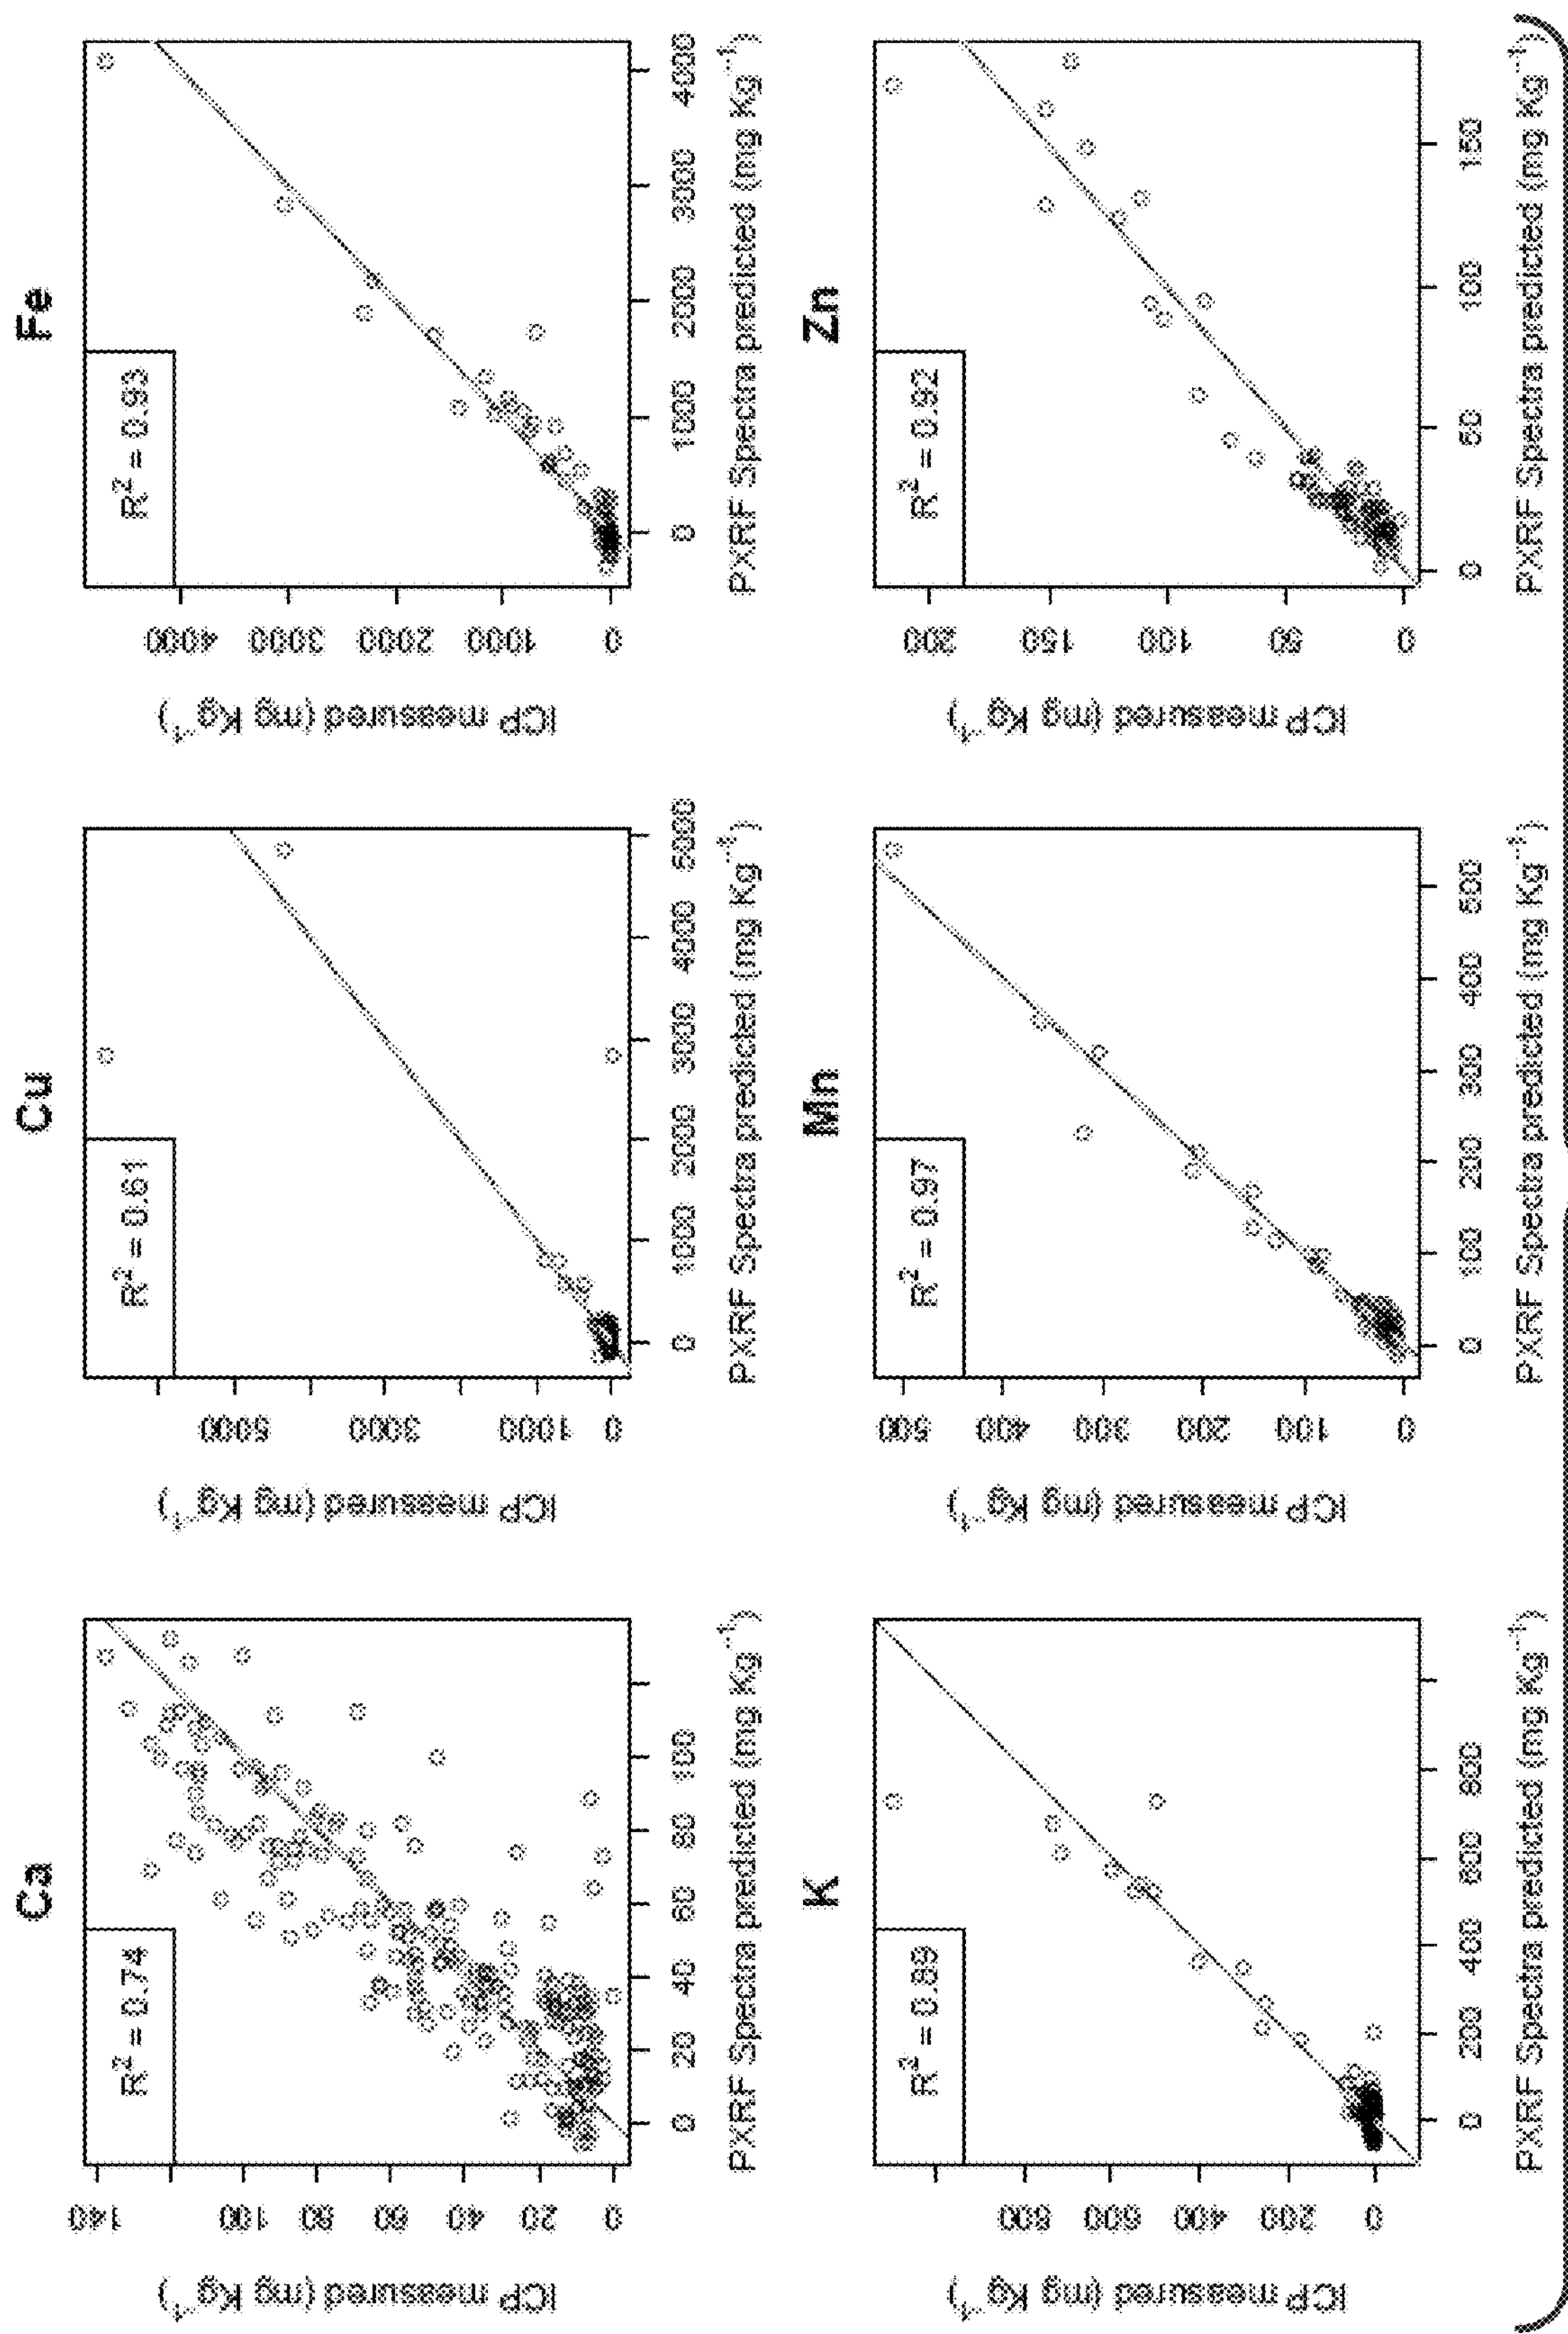 Ca
R² = 0.74
ICP measured (mg Kg⁻¹)
140
100
80
60
40
20
0
0 20 40 60 80 100
PXRF Spectra predicted (mg Kg⁻¹)
Cu
R² = 0.61
ICP measured (mg Kg⁻¹)
5000
3000
1000
0
0 1000 2000 3000 4000 5000
PXRF Spectra predicted (mg Kg⁻¹)
Fe
R² = 0.93
ICP measured (mg Kg⁻¹)
4000
3000
2000
1000
0
0 1000 2000 3000 4000
PXRF Spectra predicted (mg Kg⁻¹)
K
R² = 0.89
ICP measured (mg Kg⁻¹)
800
600
400
200
0
0 200 400 600 800
PXRF Spectra predicted (mg Kg⁻¹)
Mn
R² = 0.97
ICP measured (mg Kg⁻¹)
500
400
300
200
100
0
0 100 200 300 400 500
PXRF Spectra predicted (mg Kg⁻¹)
Zn
R² = 0.92
ICP measured (mg Kg⁻¹)
200
150
100
50
0
0 50 100 150
PXRF Spectra predicted (mg Kg⁻¹)